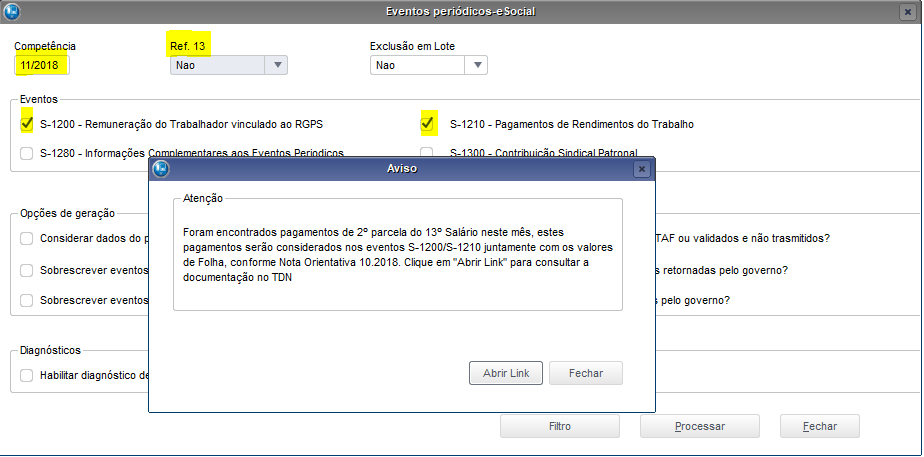 Eventos periódicos-eSocial
Competência
Ref. 13
Exclusão em Lote
11/2018
Nao
Nao
Eventos
S-1200 - Remuneração do Trabalhador vinculado ao RGPS
S-1210 - Pagamentos de Rendimentos do Trabalho
S-1280 - Informações Complementares aos Eventos Periodicos
S-1300 - Contribuição Sindical Patronal
Aviso
Atenção
Foram encontrados pagamentos de 2º parcela do 13º Salário neste mês, estes
pagamentos serão considerados nos eventos S-1200/S-1210 juntamente com os valores
de Folha, conforme Nota Orientativa 10.2018. Clique em "Abrir Link" para consultar a
documentação no TDN
Abrir Link
Fechar
Opções de geração
Considerar dados do p
TAF ou validados e não trasmitidos?
Sobrescrever eventos
s retornadas pelo governo?
Sobrescrever eventos
s pelo governo?
Diagnósticos
Habilitar diagnóstico de
Filtro
Processar
Fechar